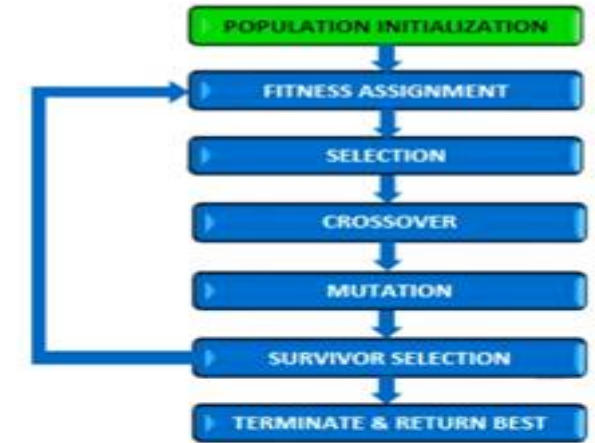 POPULATION INITIALIZATION
FITNESS ASSIGNMENT
SELECTION
CROSSOVER
MUTATION
SURVIVOR SELECTION
TERMINATE & RETURN BEST